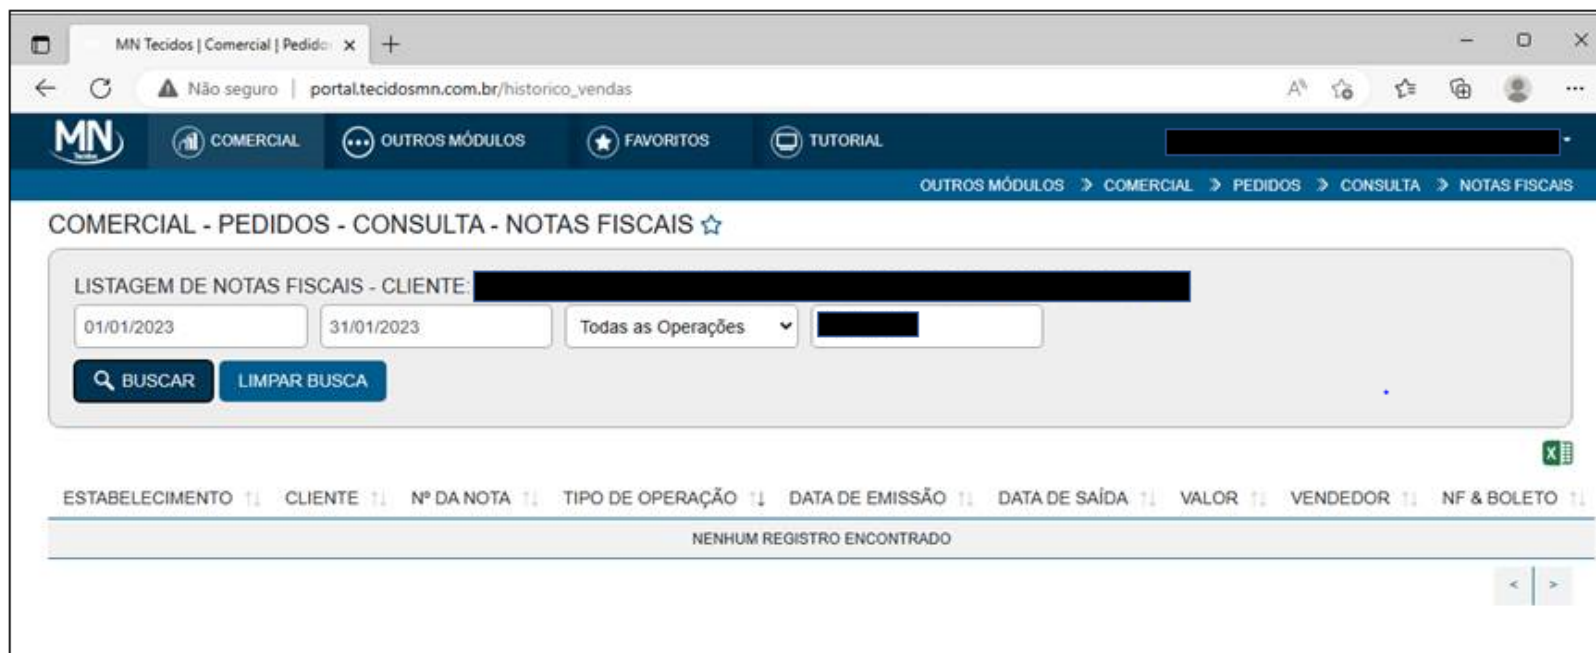 MN Tecidos | Comercial | Pedido
Não seguro | portal.tecidosmn.com.br/historico_vendas
MN Tecidos COMERCIAL OUTROS MÓDULOS FAVORITOS TUTORIAL
OUTROS MÓDULOS COMERCIAL PEDIDOS CONSULTA NOTAS FISCAIS
COMERCIAL - PEDIDOS - CONSULTA - NOTAS FISCAIS
LISTAGEM DE NOTAS FISCAIS - CLIENTE:
01/01/2023 31/01/2023 Todas as Operações
BUSCAR LIMPAR BUSCA
ESTABELECIMENTO CLIENTE Nº DA NOTA TIPO DE OPERAÇÃO DATA DE EMISSÃO DATA DE SAÍDA VALOR VENDEDOR NF & BOLETO
NENHUM REGISTRO ENCONTRADO
< >